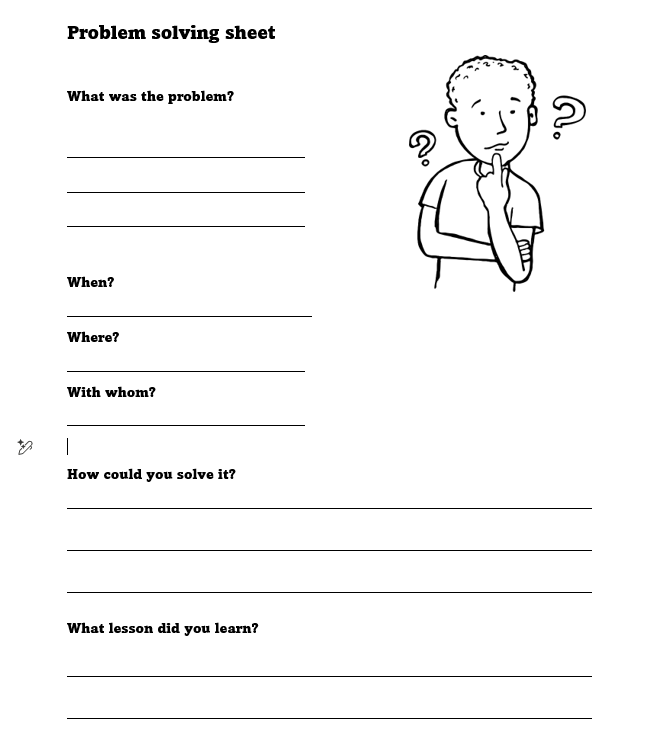 Problem solving sheet
What was the problem?
? ?
When?
Where?
With whom?
How could you solve it?
What lesson did you learn?